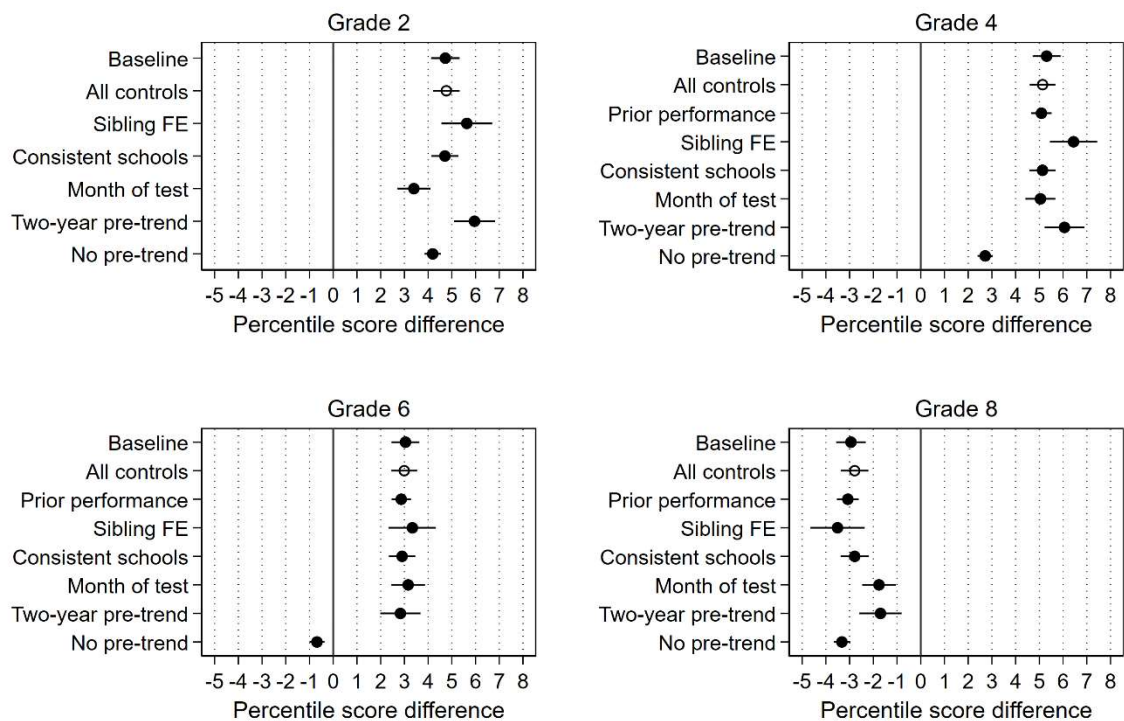 Grade 2
Baseline
All controls
Sibling FE
Consistent schools
Month of test
Two-year pre-trend
No pre-trend
-5 -4 -3 -2 -1 0 1 2 3 4 5 6 7 8
Percentile score difference
Grade 4
Baseline
All controls
Prior performance
Sibling FE
Consistent schools
Month of test
Two-year pre-trend
No pre-trend
-5 -4 -3 -2 -1 0 1 2 3 4 5 6 7 8
Percentile score difference
Grade 6
Baseline
All controls
Prior performance
Sibling FE
Consistent schools
Month of test
Two-year pre-trend
No pre-trend
-5 -4 -3 -2 -1 0 1 2 3 4 5 6 7 8
Percentile score difference
Grade 8
Baseline
All controls
Prior performance
Sibling FE
Consistent schools
Month of test
Two-year pre-trend
No pre-trend
-5 -4 -3 -2 -1 0 1 2 3 4 5 6 7 8
Percentile score difference